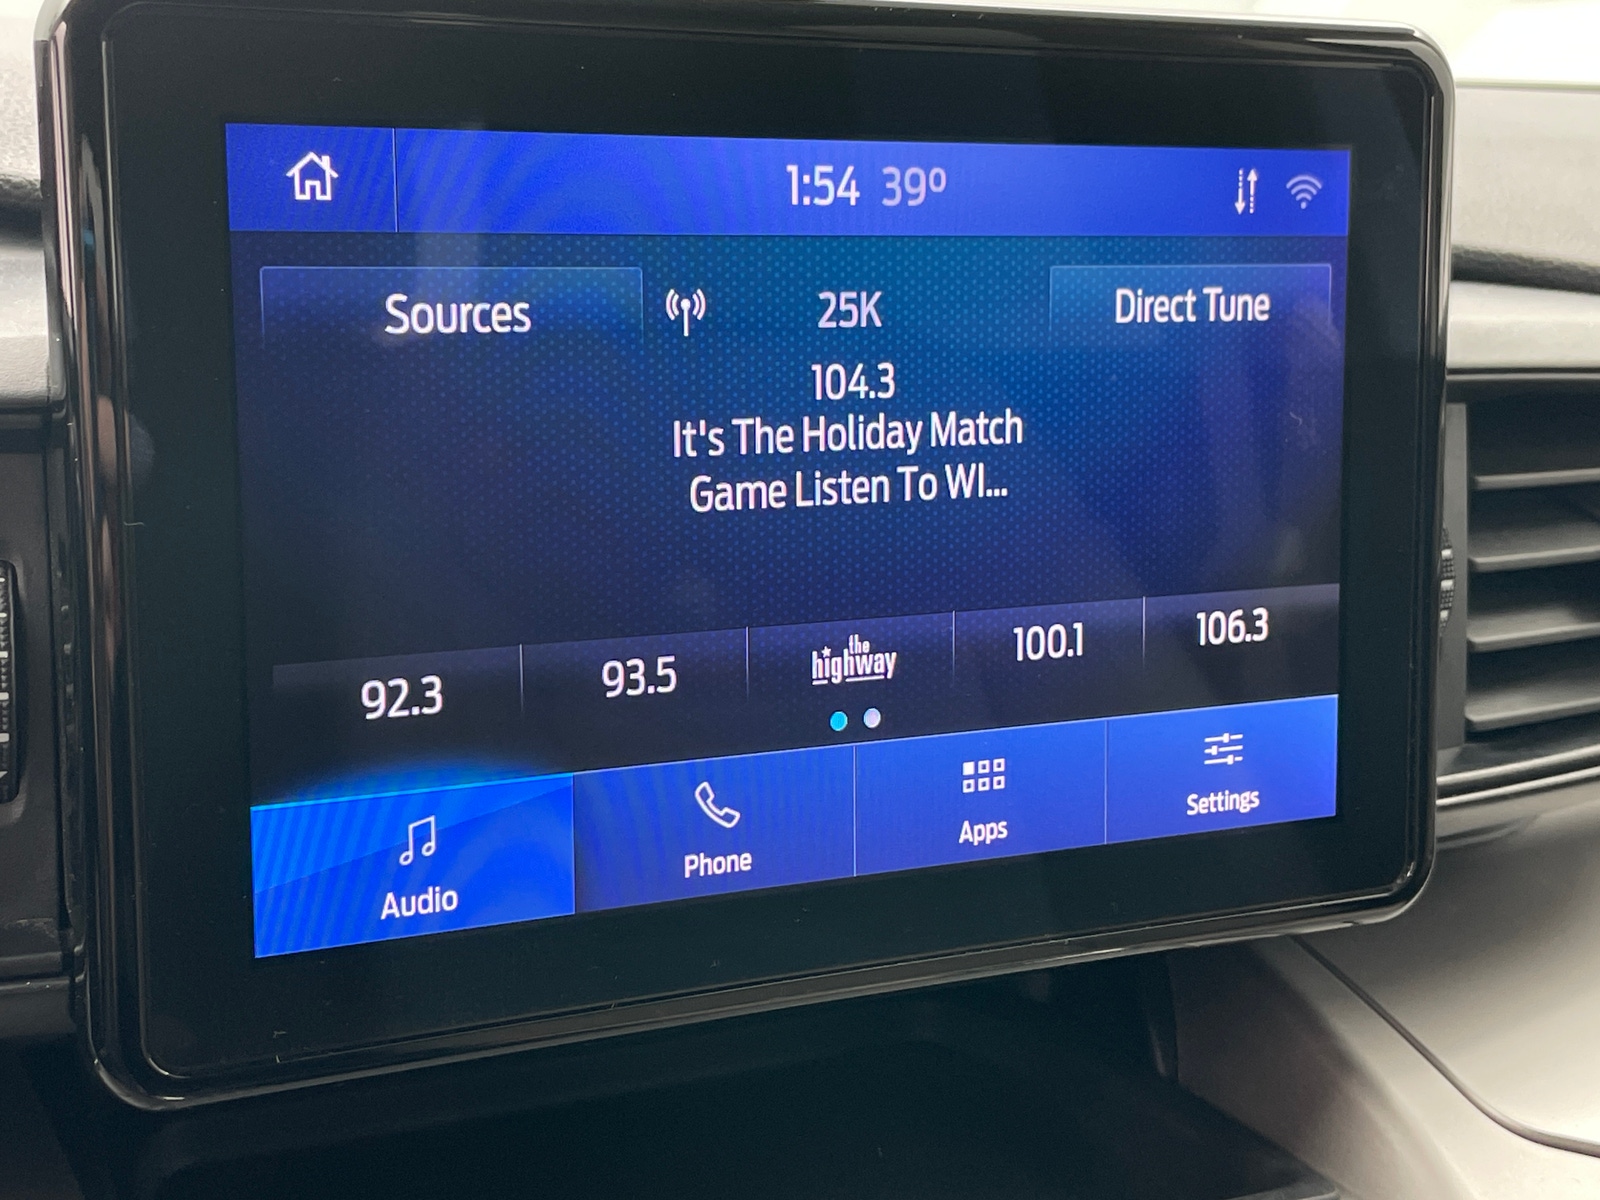 1:54 39º
Sources
25K
Direct Tune
104.3
It's The Holiday Match
Game Listen To WI...
92.3
93.5
the
highway
100.1
106.3
Audio
Phone
Apps
Settings